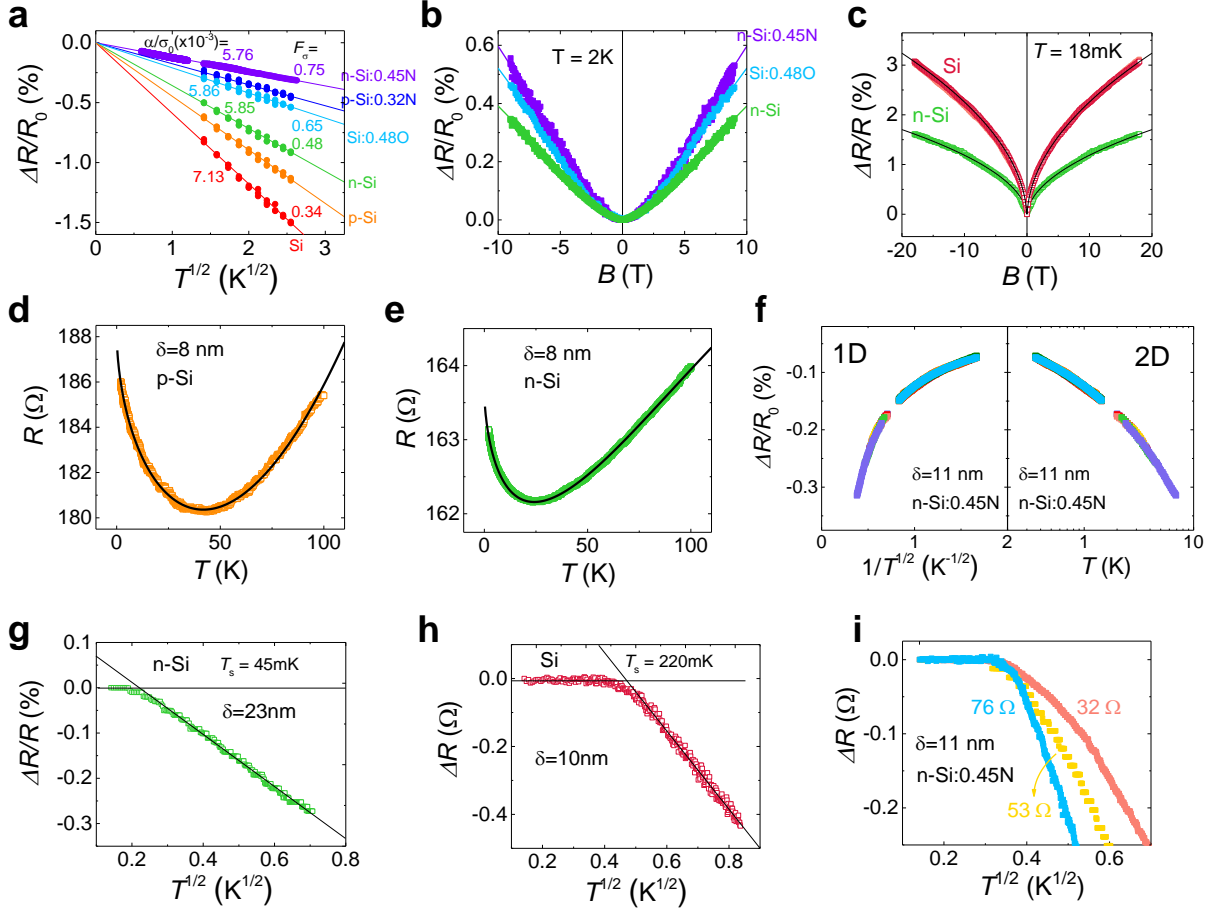 a
ΔR/R₀ (%)
0.0
-0.5
-1.0
-1.5
α/σ₀(x10⁻³)=
5.76
F_σ=
0.75
n-Si:0.45N
p-Si:0.32N
5.86
0.65
Si:0.48O
5.85
0.48
n-Si
p-Si
7.13
0.34
Si
0 1 2 3
T^{1/2} (K^{1/2})
b
ΔR/R₀ (%)
0.6
0.4
0.2
0.0
T = 2K
n-Si:0.45N
Si:0.48O
n-Si
-10 -5 0 5 10
B (T)
c
ΔR/R (%)
3
2
1
0
Si
T = 18mK
n-Si
-20 -10 0 10 20
B (T)
d
R (Ω)
188
186
184
182
180
δ=8 nm
p-Si
0 50 100
T (K)
e
R (Ω)
164
163
162
δ=8 nm
n-Si
0 50 100
T (K)
f
ΔR/R₀ (%)
-0.1
-0.2
-0.3
1D
2D
δ=11 nm
n-Si:0.45N
δ=11 nm
n-Si:0.45N
0 1 2
1/T^{1/2} (K^{-1/2})
1 10
T (K)
g
ΔR/R (%)
0.1
0.0
-0.1
-0.2
-0.3
n-Si
T_s = 45mK
δ=23nm
0.2 0.4 0.6 0.8
T^{1/2} (K^{1/2})
h
ΔR (Ω)
0.0
-0.2
-0.4
Si
T_s = 220mK
δ=10nm
0.2 0.4 0.6 0.8
T^{1/2} (K^{1/2})
i
ΔR (Ω)
0.0
-0.1
-0.2
76 Ω
32 Ω
δ=11 nm
n-Si:0.45N
53 Ω
0.2 0.4 0.6
T^{1/2} (K^{1/2})